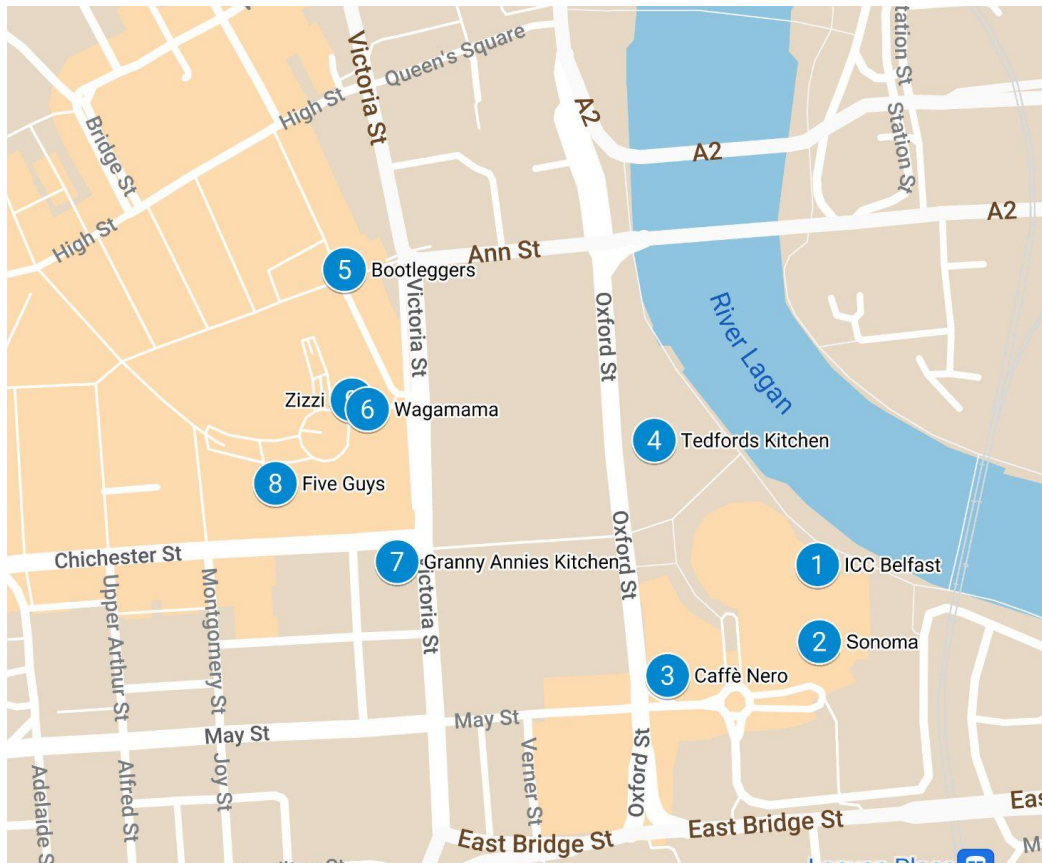 Queen's Square
Victoria St
High St
A2
tation St
Station St
Bridge St
A2
High St
A2
Ann St
5 Bootleggers
Victoria St
Oxford St
River Lagan
Zizzi
6 Wagamama
4 Tedfords Kitchen
8 Five Guys
Oxford St
Chichester St
7 Granny Annies Kitchen
1 ICC Belfast
Victoria St
Upper Arthur St
Montgomery St
2 Sonoma
3 Caffè Nero
May St
May St
Oxford St
Verner St
Joy St
Alfred St
Adelaide S
East Bridge St
East Bridge St
Eas